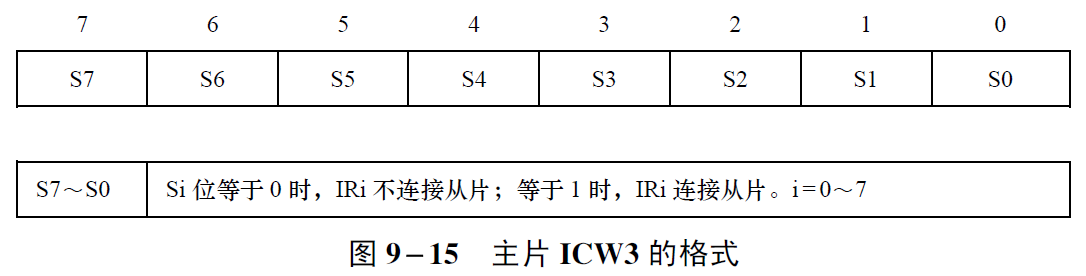 7 6 5 4 3 2 1 0
S7 S6 S5 S4 S3 S2 S1 S0
S7～S0 Si 位等于 0 时，IRi 不连接从片；等于 1 时，IRi 连接从片。i=0～7
图 9-15 主片 ICW3 的格式